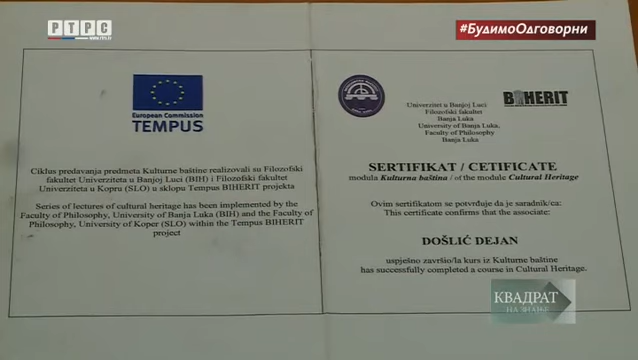 РТРС
www.rtrs.tv
#БудимоОдговорни
European Commission
TEMPUS
Ciklus predavanja predmeta Kulturne baštine realizovali su Filozofski
fakultet Univerziteta u Banjoj Luci (BIH) i Filozofski fakultet
Univerziteta u Kopru (SLO) u sklopu Tempus BIHERIT projekta
Series of lectures of cultural heritage has been implemented by the
Faculty of Philosophy, University of Banja Luka (BIH) and the Faculty of
Philosophy, University of Koper (SLO) within the Tempus BIHERIT
project
BIHERIT
Univerzitet u Banjoj Luci
Filozofski fakultet
Banja Luka
University of Banja Luka,
Faculty of Philosophy
Banja Luka
SERTIFIKAT / CETIFICATE
modula Kulturna baština / of the module Cultural Heritage
Ovim sertifikatom se potvrđuje da je saradnik/ca:
This certificate confirms that the associate:
DOŠLIĆ DEJAN
uspješno završio/la kurs iz Kulturne baštine
has successfully completed a course in Cultural Heritage.
КВАДРАТ
НА ЗНАЊЕ